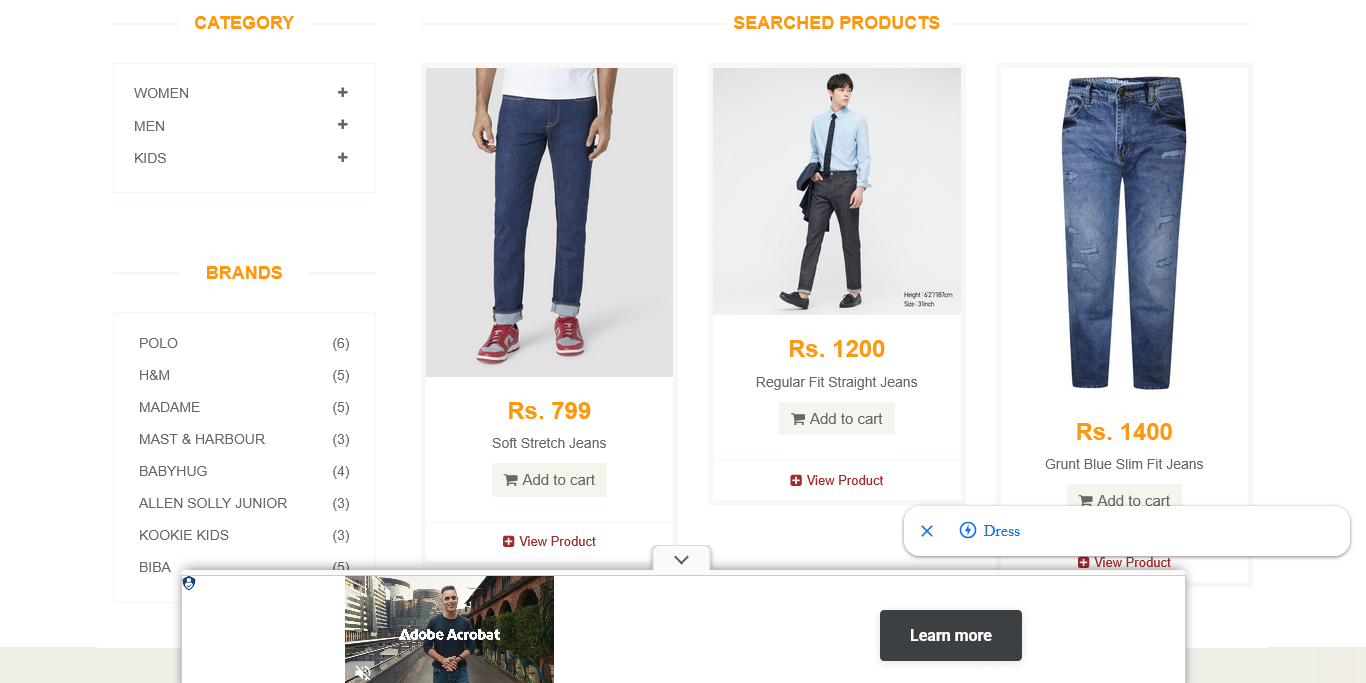 CATEGORY
WOMEN
MEN
KIDS
BRANDS
POLO (6)
H&M (5)
MADAME (5)
MAST & HARBOUR (3)
BABYHUG (4)
ALLEN SOLLY JUNIOR (3)
KOOKIE KIDS (3)
BIBA (5)
SEARCHED PRODUCTS
Rs. 799
Soft Stretch Jeans
Add to cart
View Product
Height : 6'2"/187cm
Size : 31inch
Rs. 1200
Regular Fit Straight Jeans
Add to cart
View Product
Rs. 1400
Grunt Blue Slim Fit Jeans
Add to cart
View Product
Dress
Adobe Acrobat
Learn more